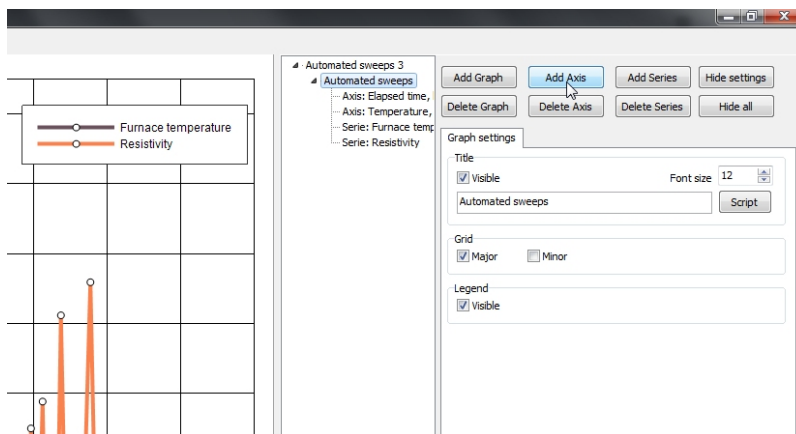 Furnace temperature
Resistivity
Automated sweeps 3
Automated sweeps
Axis: Elapsed time,
Axis: Temperature,
Serie: Furnace temp
Serie: Resistivity
Add Graph
Add Axis
Add Series
Hide settings
Delete Graph
Delete Axis
Delete Series
Hide all
Graph settings
Title
Visible
Font size
12
Automated sweeps
Script
Grid
Major
Minor
Legend
Visible